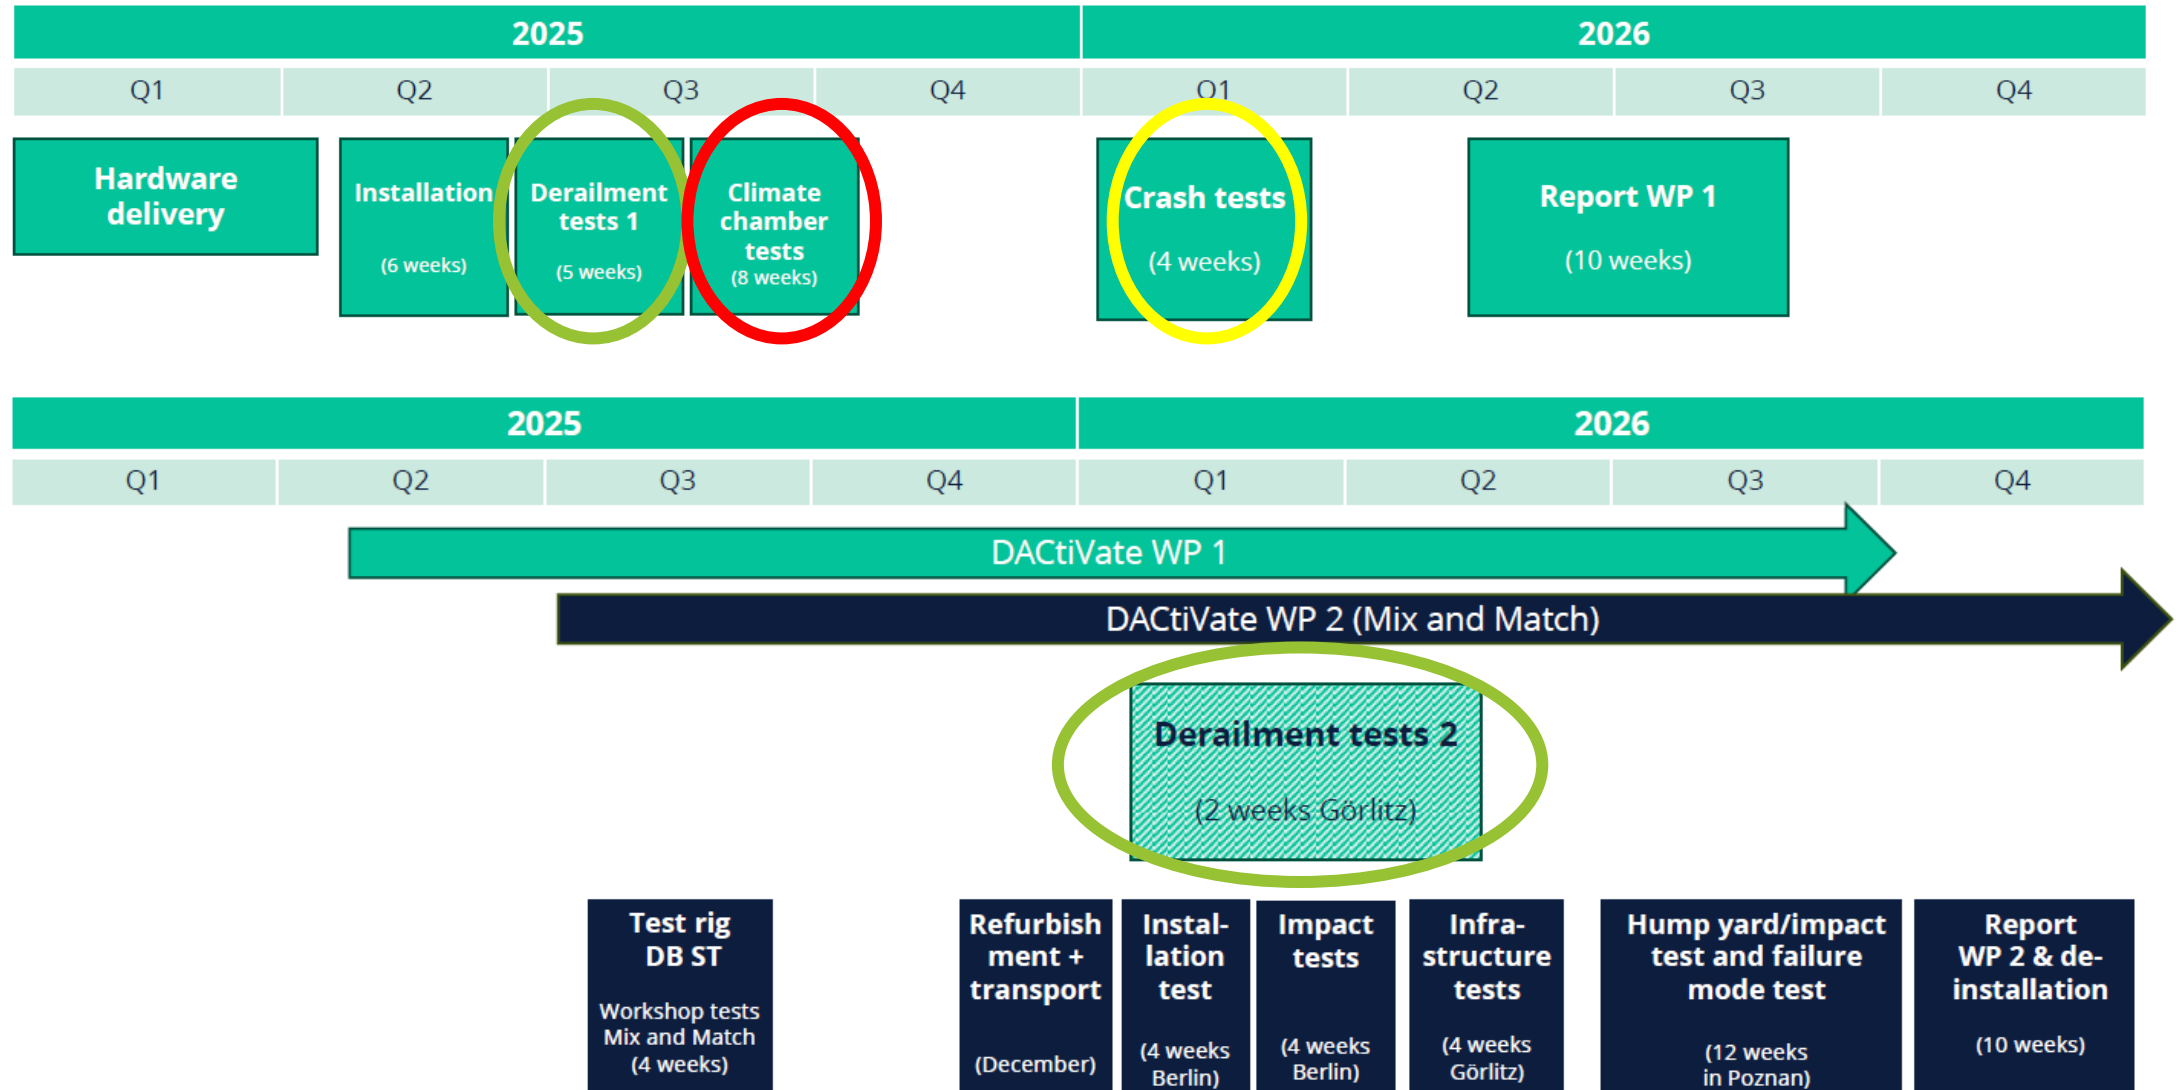 2025
2026
Q1
Q2
Q3
Q4
Q1
Q2
Q3
Q4
Hardware
delivery
Installation
(6 weeks)
Derailment
tests 1
(5 weeks)
Climate
chamber
tests
(8 weeks)
Crash tests
(4 weeks)
Report WP 1
(10 weeks)
2025
2026
Q1
Q2
Q3
Q4
Q1
Q2
Q3
Q4
DACtiVate WP 1
DACtiVate WP 2 (Mix and Match)
Derailment tests 2
(2 weeks Görlitz)
Test rig
DB ST
Workshop tests
Mix and Match
(4 weeks)
Refurbish
ment +
transport
(December)
Instal-
lation
test
(4 weeks
Berlin)
Impact
tests
(4 weeks
Berlin)
Infra-
structure
tests
(4 weeks
Görlitz)
Hump yard/impact
test and failure
mode test
(12 weeks
in Poznan)
Report
WP 2 & de-
installation
(10 weeks)